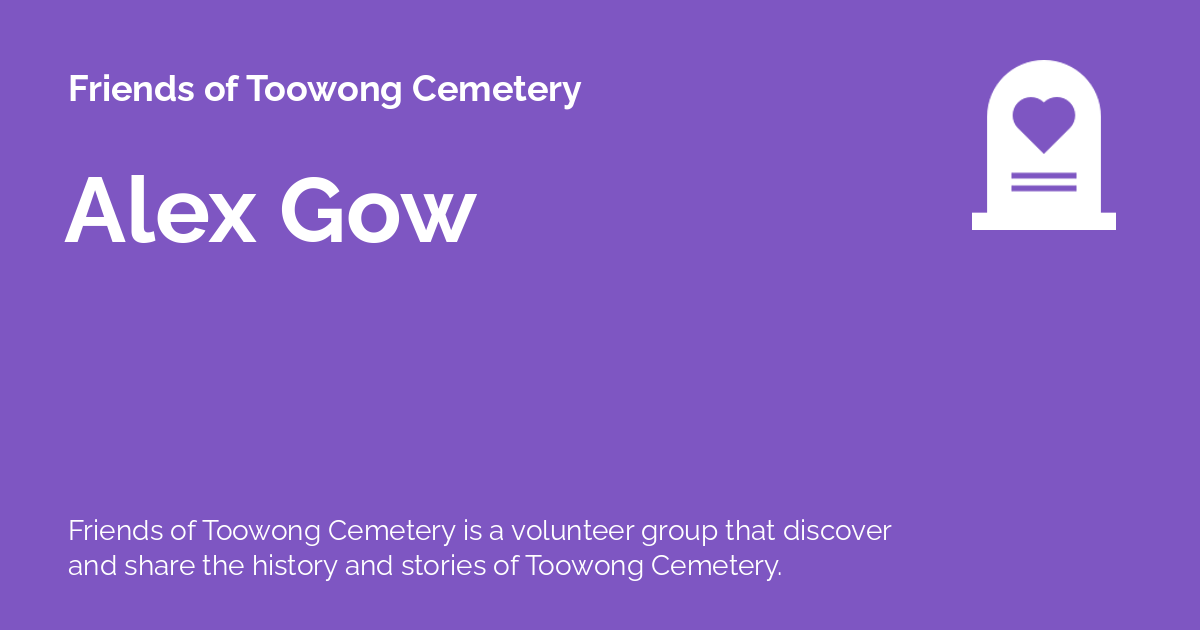 Friends of Toowong Cemetery
Alex Gow
Friends of Toowong Cemetery is a volunteer group that discover
and share the history and stories of Toowong Cemetery.